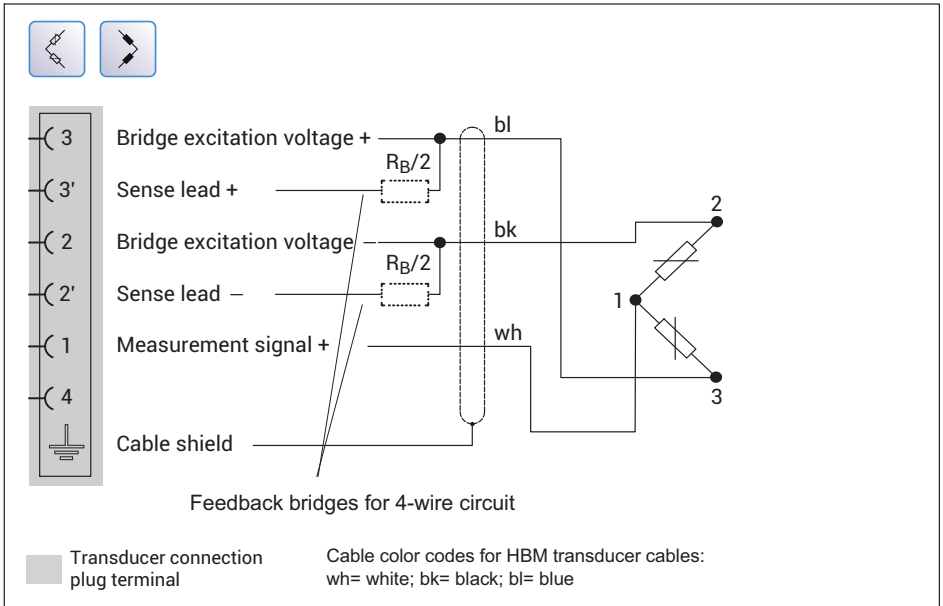 3 Bridge excitation voltage + bl
R_B/2
3' Sense lead +
2
2 Bridge excitation voltage – bk
R_B/2
2' Sense lead –
1
1 Measurement signal + wh
3
4
Cable shield
Feedback bridges for 4-wire circuit
Transducer connection
plug terminal
Cable color codes for HBM transducer cables:
wh= white; bk= black; bl= blue